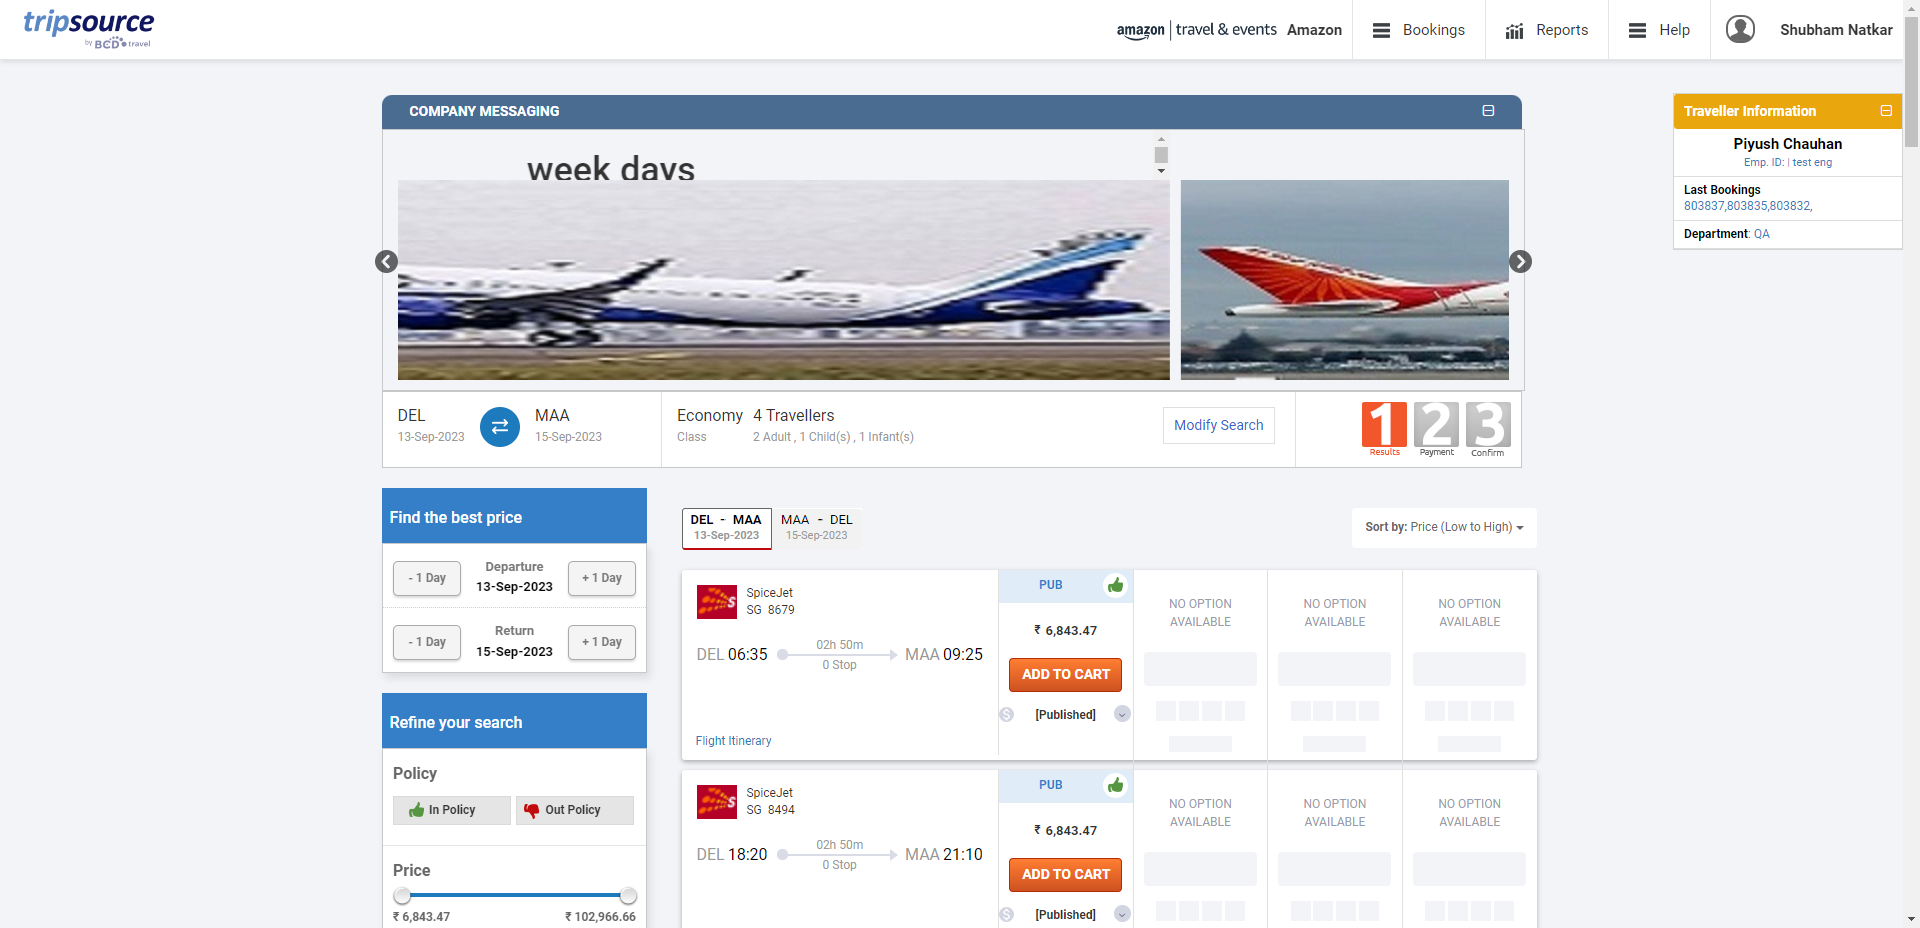 tripsource
by BCD travel
amazon | travel & events Amazon
Bookings
Reports
Help
Shubham Natkar
COMPANY MESSAGING
week days
Traveller Information
Piyush Chauhan
Emp. ID: | test eng
Last Bookings
803837,803835,803832,
Department: QA
DEL
13-Sep-2023
MAA
15-Sep-2023
Economy
Class
4 Travellers
2 Adult , 1 Child(s) , 1 Infant(s)
Modify Search
1 2 3
Results Payment Confirm
Find the best price
- 1 Day
Departure
13-Sep-2023
+ 1 Day
- 1 Day
Return
15-Sep-2023
+ 1 Day
Refine your search
Policy
In Policy
Out Policy
Price
₹ 6,843.47
₹ 102,966.66
DEL - MAA
13-Sep-2023
MAA - DEL
15-Sep-2023
Sort by: Price (Low to High)
SpiceJet
SG 8679
DEL 06:35
02h 50m
0 Stop
MAA 09:25
Flight Itinerary
PUB
₹ 6,843.47
ADD TO CART
S
[Published]
NO OPTION
AVAILABLE
NO OPTION
AVAILABLE
NO OPTION
AVAILABLE
SpiceJet
SG 8494
DEL 18:20
02h 50m
0 Stop
MAA 21:10
PUB
₹ 6,843.47
ADD TO CART
S
[Published]
NO OPTION
AVAILABLE
NO OPTION
AVAILABLE
NO OPTION
AVAILABLE